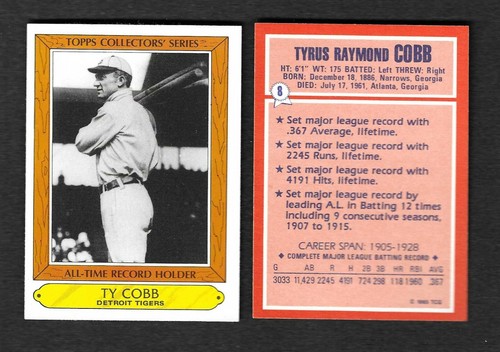 TOPPS COLLECTORS' SERIES
ALL-TIME RECORD HOLDER
TY COBB
DETROIT TIGERS
TYRUS RAYMOND COBB
HT: 6'1" WT: 175 BATTED: Left THREW: Right
BORN: December 18, 1886, Narrows, Georgia
DIED: July 17, 1961, Atlanta, Georgia
8
★ Set major league record with
.367 Average, lifetime.
★ Set major league record with
2245 Runs, lifetime.
★ Set major league record with
4191 Hits, lifetime.
★ Set major league record by
leading A.L. in Batting 12 times
including 9 consecutive seasons,
1907 to 1915.
CAREER SPAN: 1905-1928
◆ COMPLETE MAJOR LEAGUE BATTING RECORD ◆
G AB R H 2B 3B HR RBI AVG
3033 11,429 2245 4191 724 298 118 1960 .367
© 1985 TCG